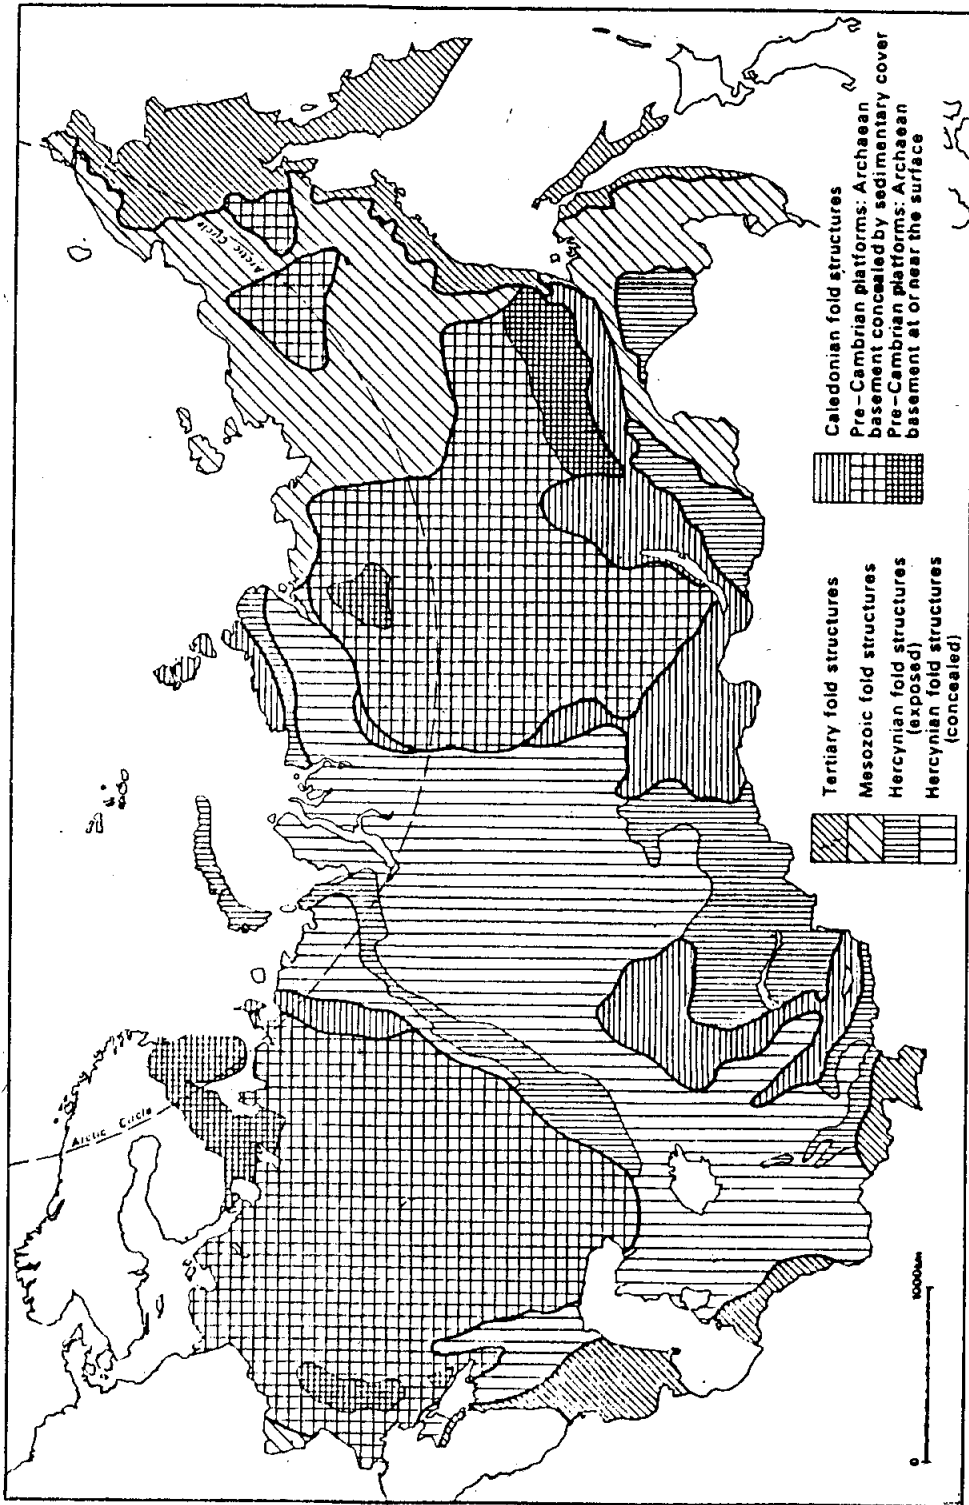 Arctic Circle
Arctic Circle
Tertiary fold structures
Mesozoic fold structures
Hercynian fold structures
(exposed)
Hercynian fold structures
(concealed)
Caledonian fold structures
Pre-Cambrian platforms: Archaean
basement concealed by sedimentary cover
Pre-Cambrian platforms: Archaean
basement at or near the surface
0 1000km